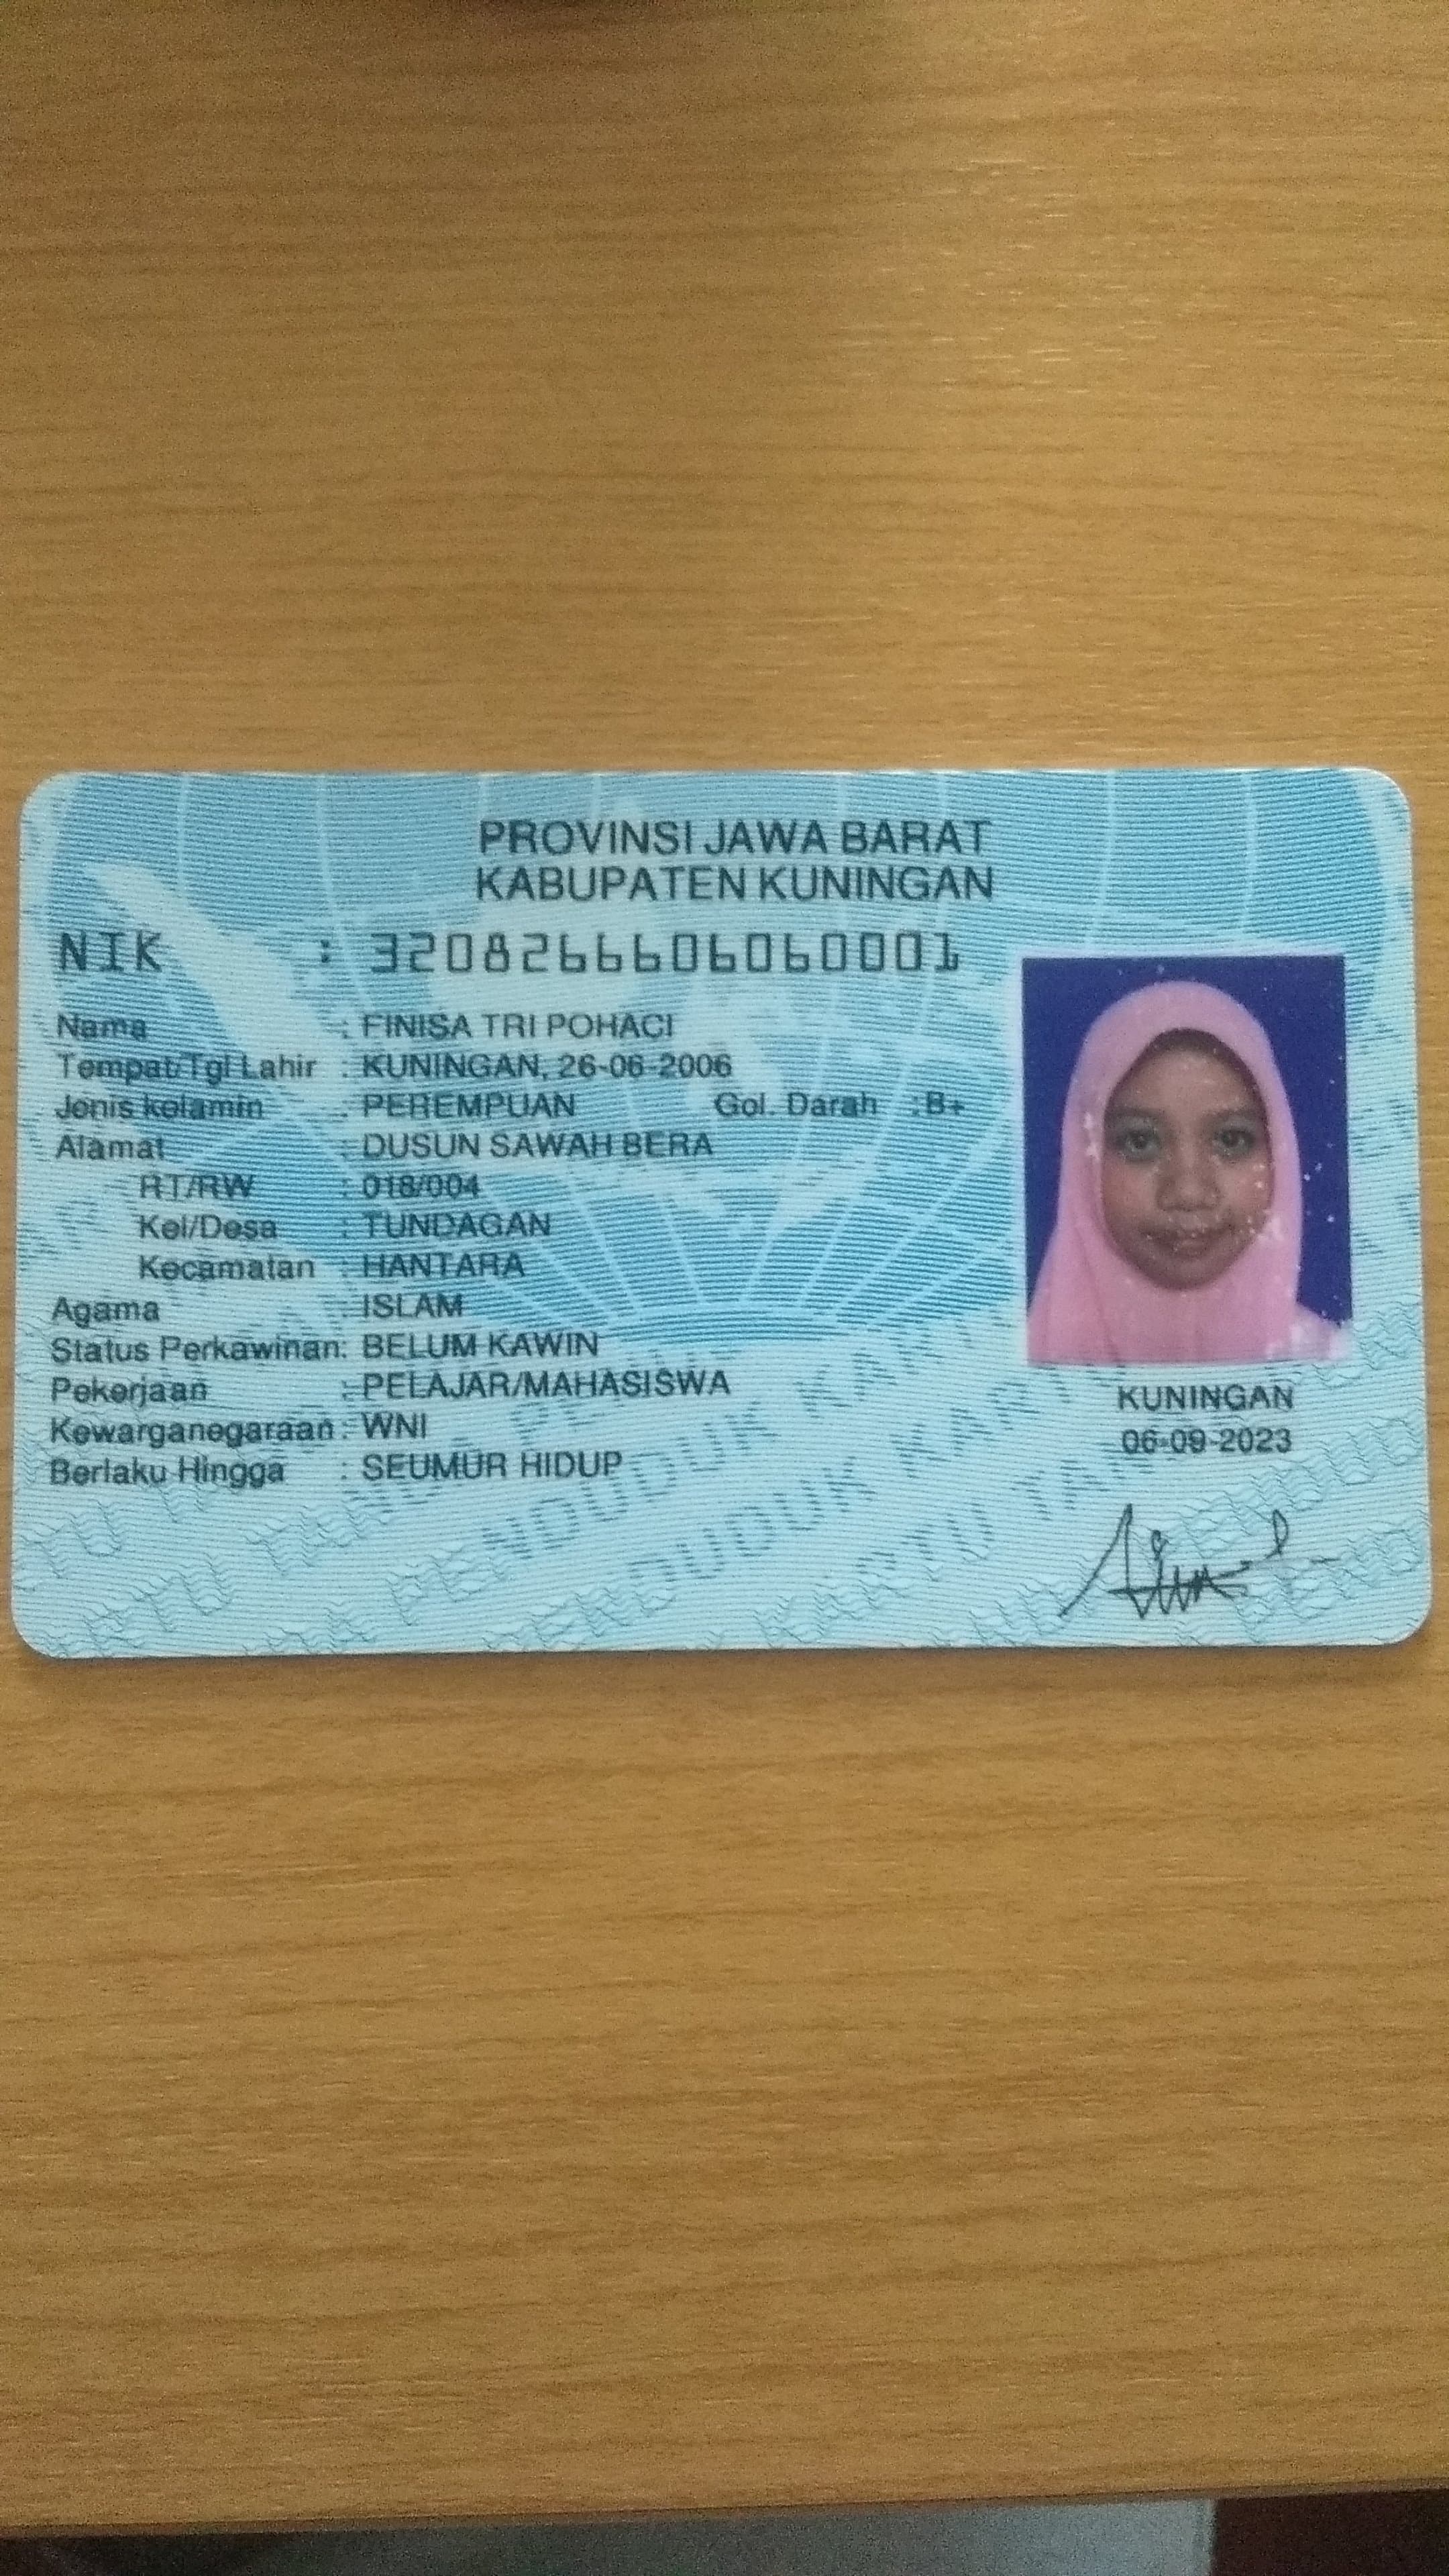 PROVINSI JAWA BARAT
KABUPATEN KUNINGAN
NIK : 3208266606060001
Nama : FINISA TRI POHACI
Tempat/Tgl Lahir : KUNINGAN, 26-06-2006
Jenis kelamin : PEREMPUAN Gol. Darah : B+
Alamat : DUSUN SAWAH BERA
RT/RW : 018/004
Kel/Desa : TUNDAGAN
Kecamatan : HANTARA
Agama : ISLAM
Status Perkawinan: BELUM KAWIN
Pekerjaan : PELAJAR/MAHASISWA
Kewarganegaraan: WNI
Berlaku Hingga : SEUMUR HIDUP
KUNINGAN
06-09-2023